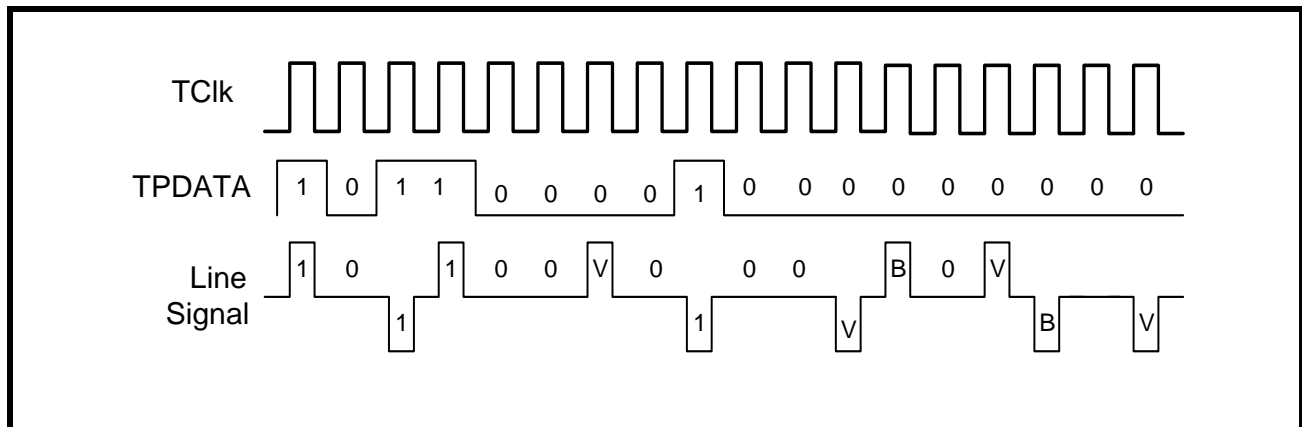 TClk
TPDATA 1 0 1 1 0 0 0 0 1 0 0 0 0 0 0 0 0 0
Line
Signal
1 0 1 0 0 V 0 0 0 B 0 V
1 1 V B V